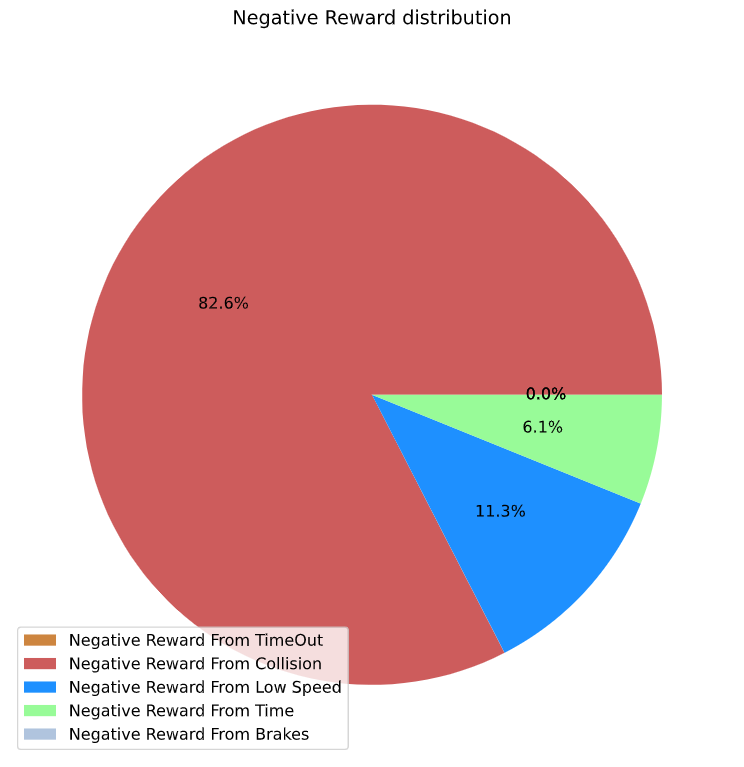 Negative Reward distribution
82.6%
0.0%
6.1%
11.3%
Negative Reward From TimeOut
Negative Reward From Collision
Negative Reward From Low Speed
Negative Reward From Time
Negative Reward From Brakes